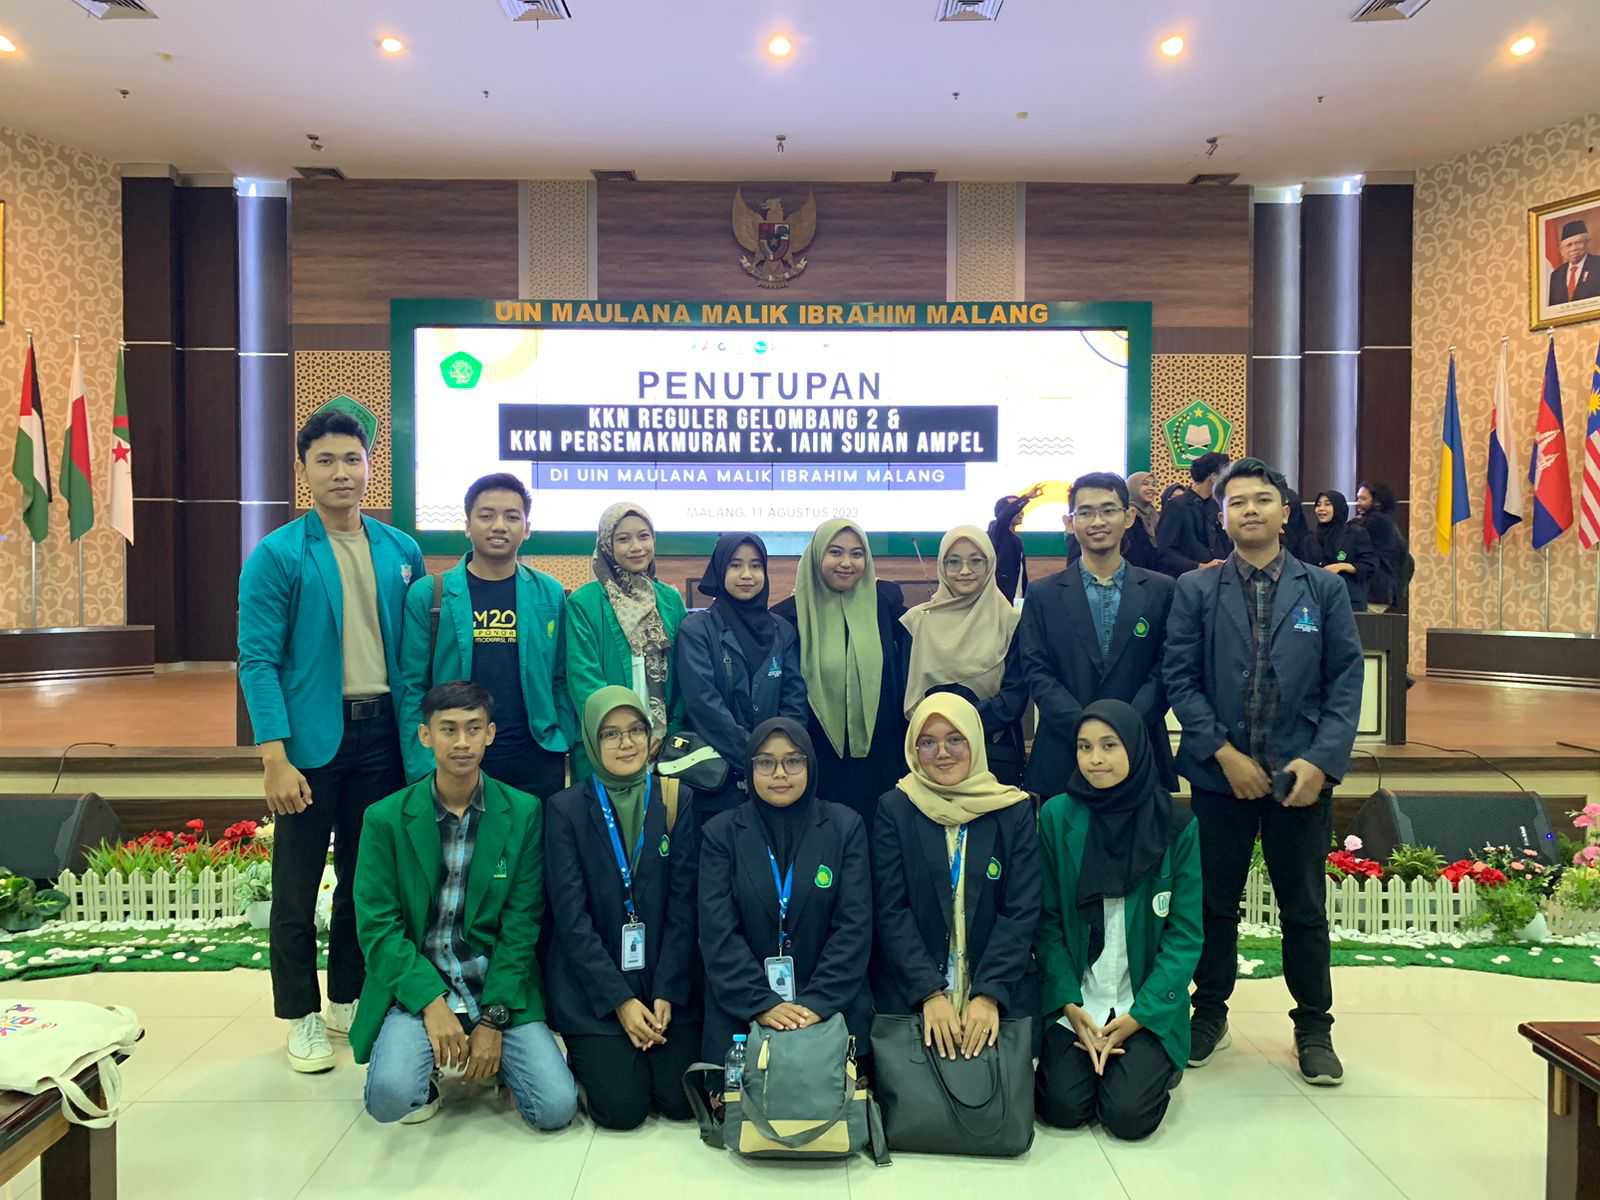 UIN MAULANA MALIK IBRAHIM MALANG
PENUTUPAN
KKN REGULER GELOMBANG 2 &
KKN PERSEMAKMURAN EX. IAIN SUNAN AMPEL
DI UIN MAULANA MALIK IBRAHIM MALANG
MALANG, 11 AGUSTUS 2023
M20